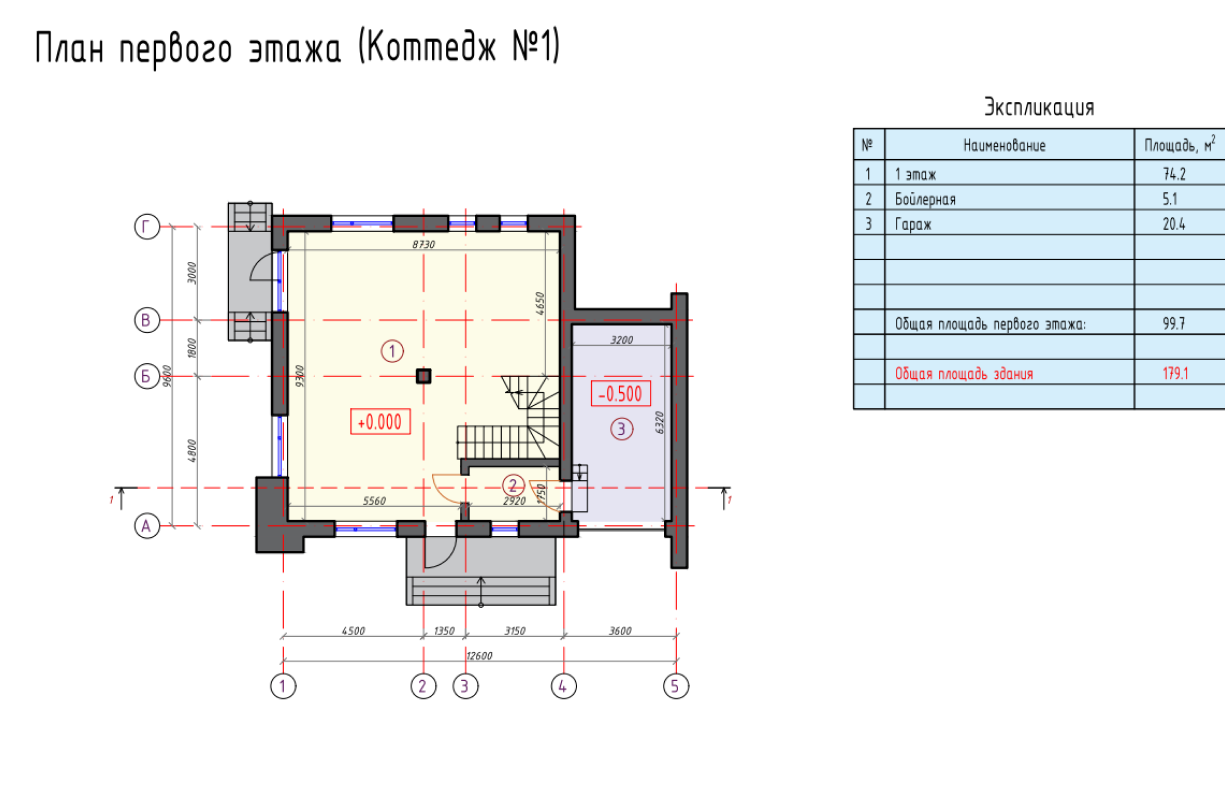 План первого этажа (Коттедж №1)
Экспликация
№ Наименование Площадь, м²
1 1 этаж 74.2
2 Бойлерная 5.1
3 Гараж 20.4
Общая площадь первого этажа: 99.7
Общая площадь здания 179.1
Г
8730
3000
4650
В
3200
1800
1
Б
9600
9300
-0.500
+0.000
3
6320
4800
2
1
1750
1
5560
2920
А
4500
1350
3150
3600
12600
1
2
3
4
5